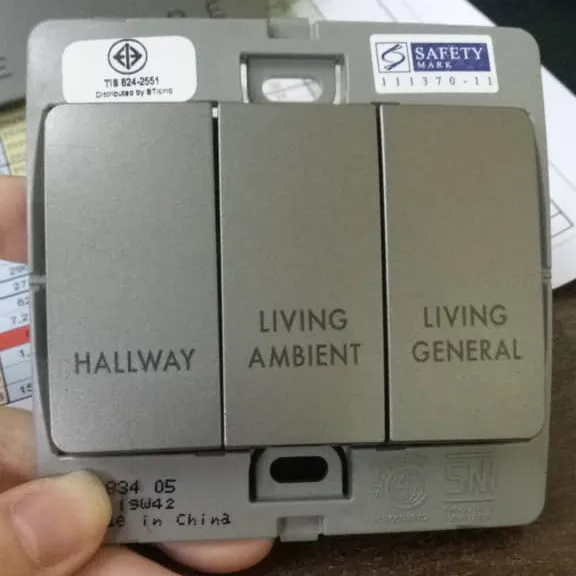 TIS 824-2551
Distributed by BTicino
SAFETY
MARK
111370-11
HALLWAY
LIVING
AMBIENT
LIVING
GENERAL
834 05
19W42
in China
SNI